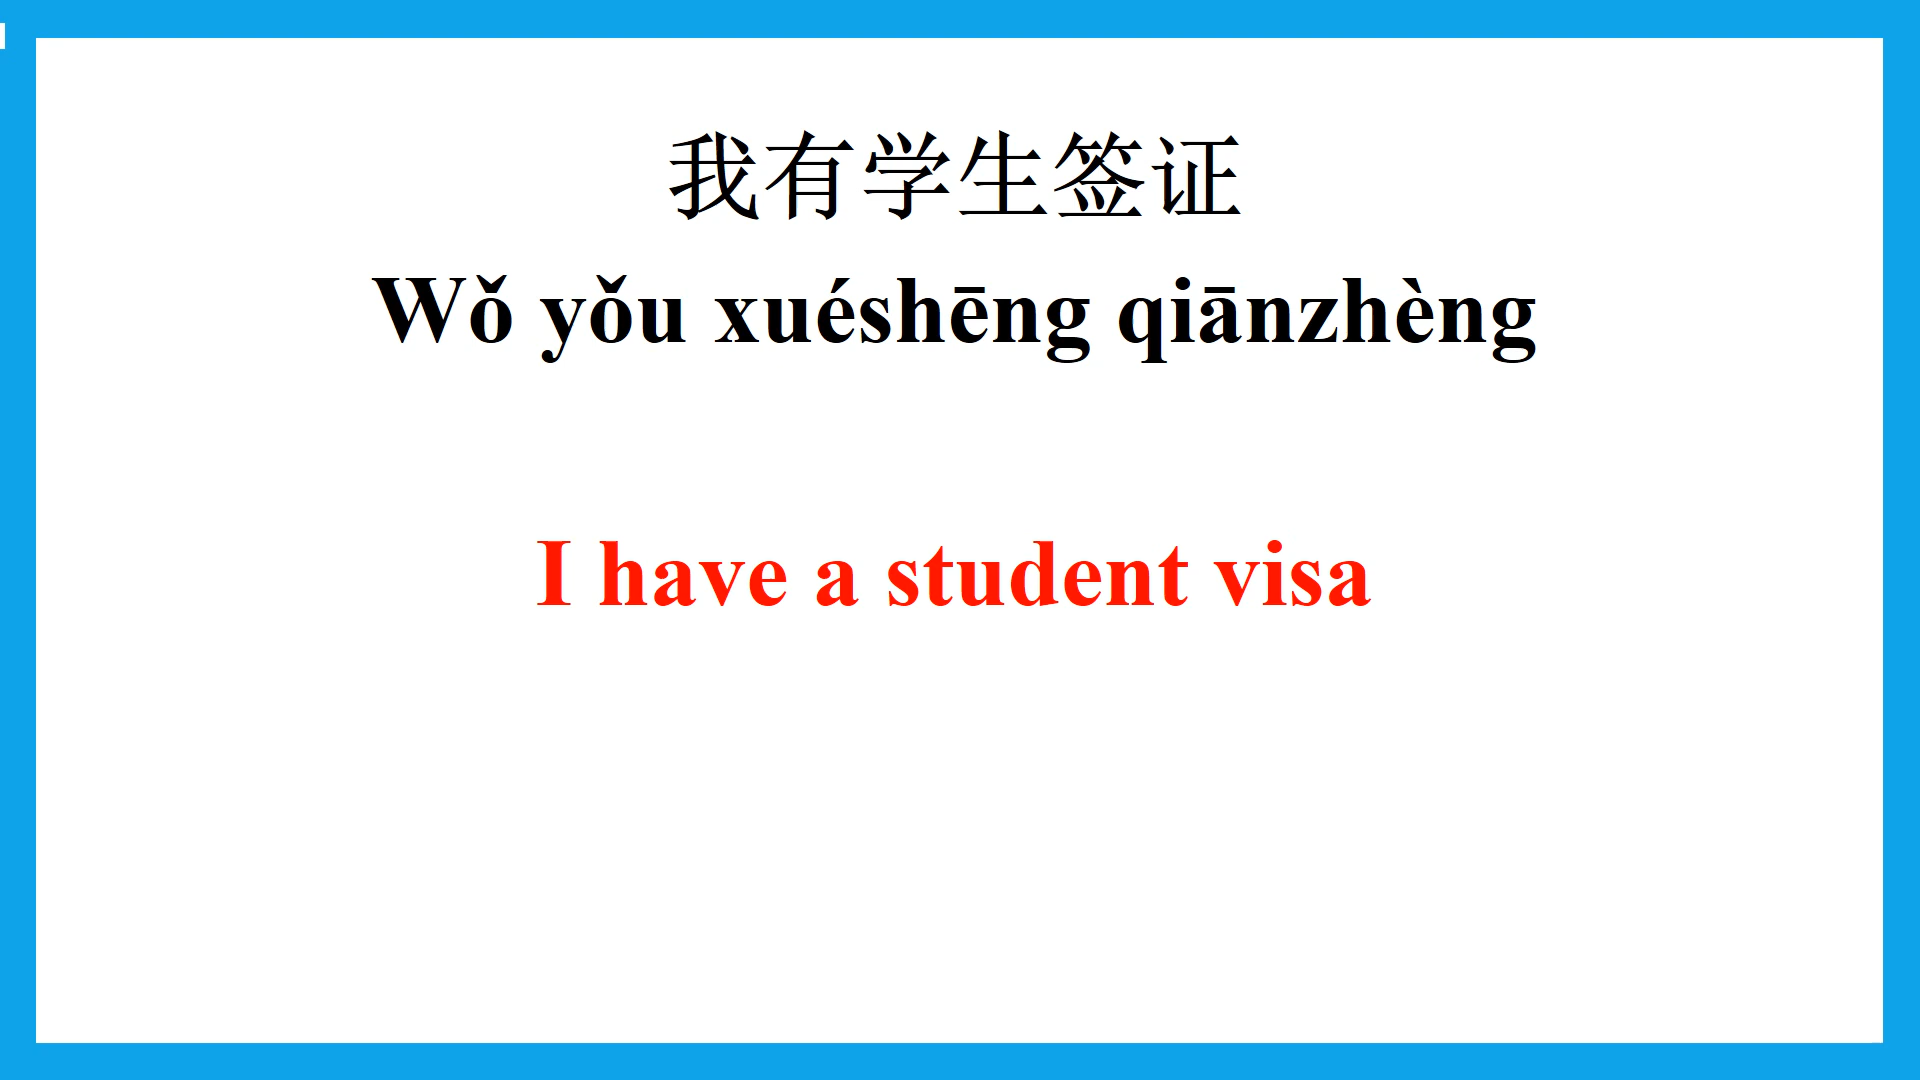 我有学生签证
Wǒ yǒu xuéshēng qiānzhèng
I have a student visa